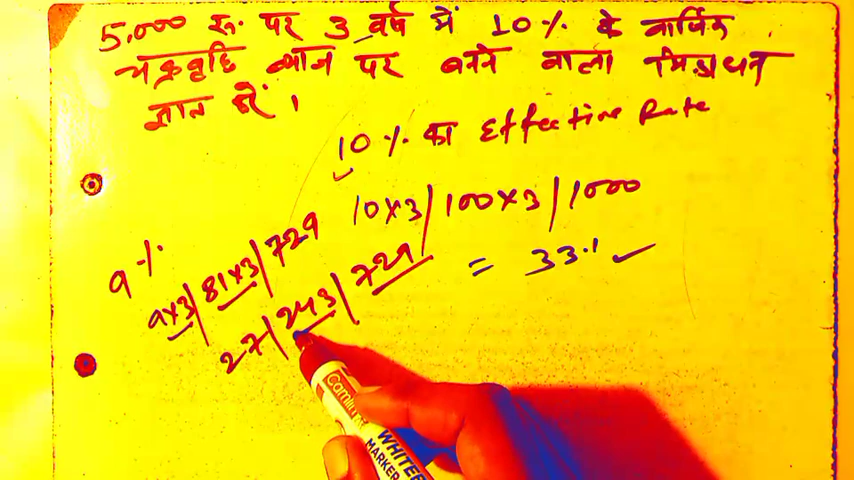 5,000 रू. पर 3 वर्ष में 10% के वार्षिक
चक्रवृद्धि ब्याज पर बनने वाला मिश्रधन
ज्ञात करें।
10% का Effective Rate
10×3/100×3/1000
= 33.1 ✓
9%
9×3/81×3/729
27/243/729
Camlin
WHITEB
MARKER